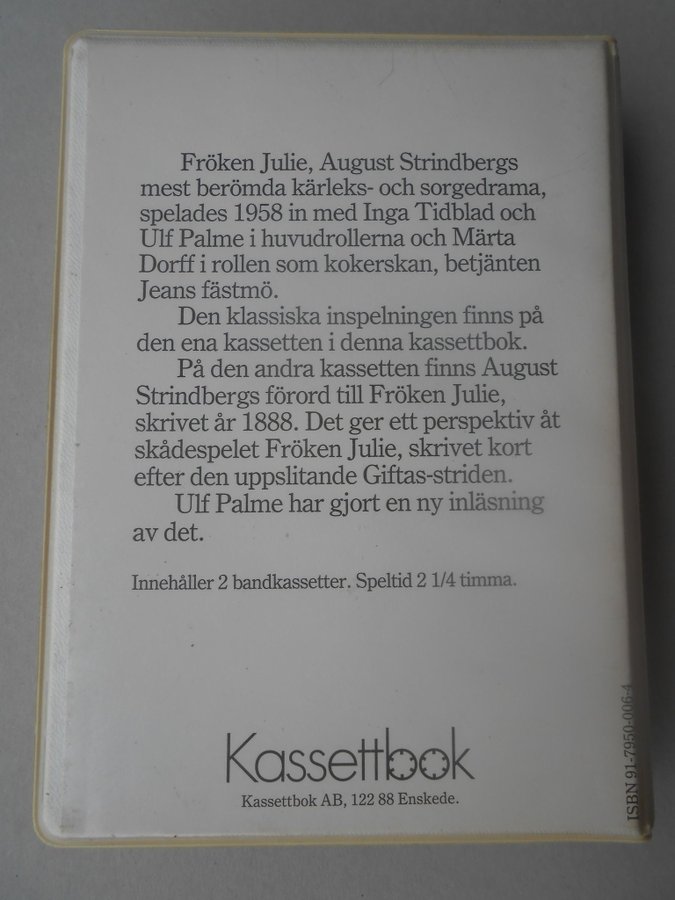 Fröken Julie, August Strindbergs
mest berömda kärleks- och sorgedrama,
spelades 1958 in med Inga Tidblad och
Ulf Palme i huvudrollerna och Märta
Dorff i rollen som kokerskan, betjänten
Jeans fästmö.
Den klassiska inspelningen finns på
den ena kassetten i denna kassettbok.
På den andra kassetten finns August
Strindbergs förord till Fröken Julie,
skrivet år 1888. Det ger ett perspektiv åt
skådespelet Fröken Julie, skrivet kort
efter den uppslitande Giftas-striden.
Ulf Palme har gjort en ny inläsning
av det.
Innehåller 2 bandkassetter. Speltid 2 1/4 timma.
Kassettbok
Kassettbok AB, 122 88 Enskede.
ISBN 91-7950-006-4